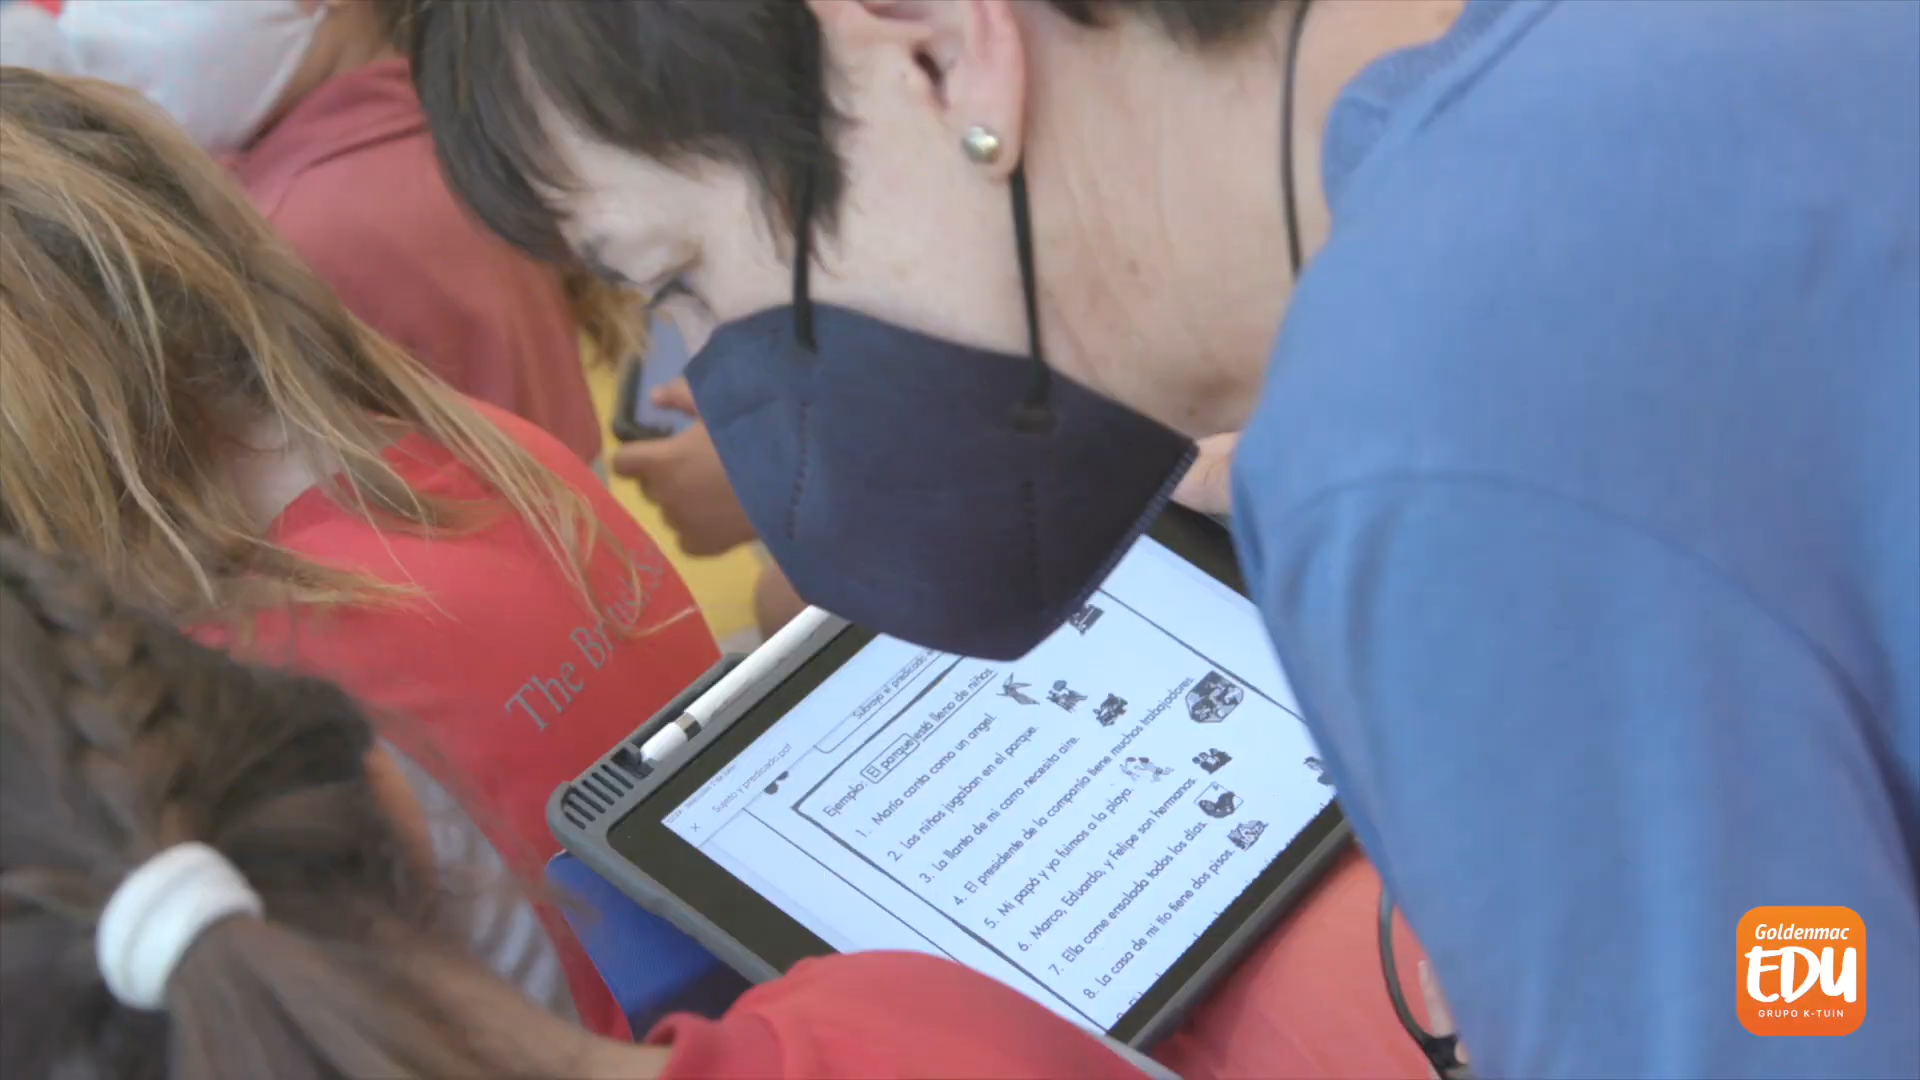 The British
Sujeto y predicado.pdf
Subraya el predicado
Ejemplo: El parque está lleno de niños.
1. María canta como un angel.
2. Los niños jugaban en el parque.
3. La llanta de mi carro necesita aire.
4. El presidente de la compañía tiene muchos trabajadores.
5. Mi papá y yo fuimos a la playa.
6. Marco, Eduardo, y Felipe son hermanos.
7. Ella come ensalada todos los días.
8. La casa de mi tío tiene dos pisos.
Goldenmac
EDU
GRUPO K-TUIN